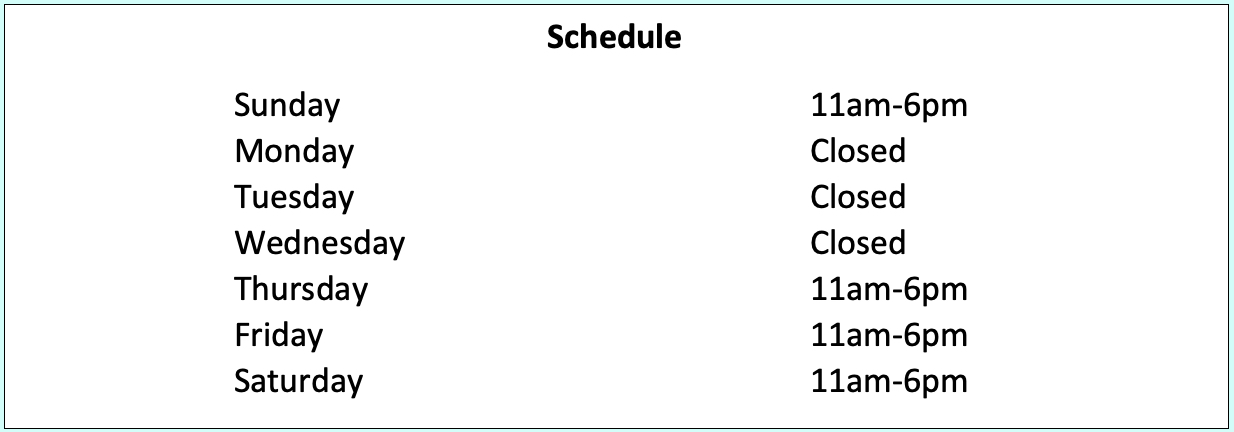 Schedule
Sunday 11am-6pm
Monday Closed
Tuesday Closed
Wednesday Closed
Thursday 11am-6pm
Friday 11am-6pm
Saturday 11am-6pm